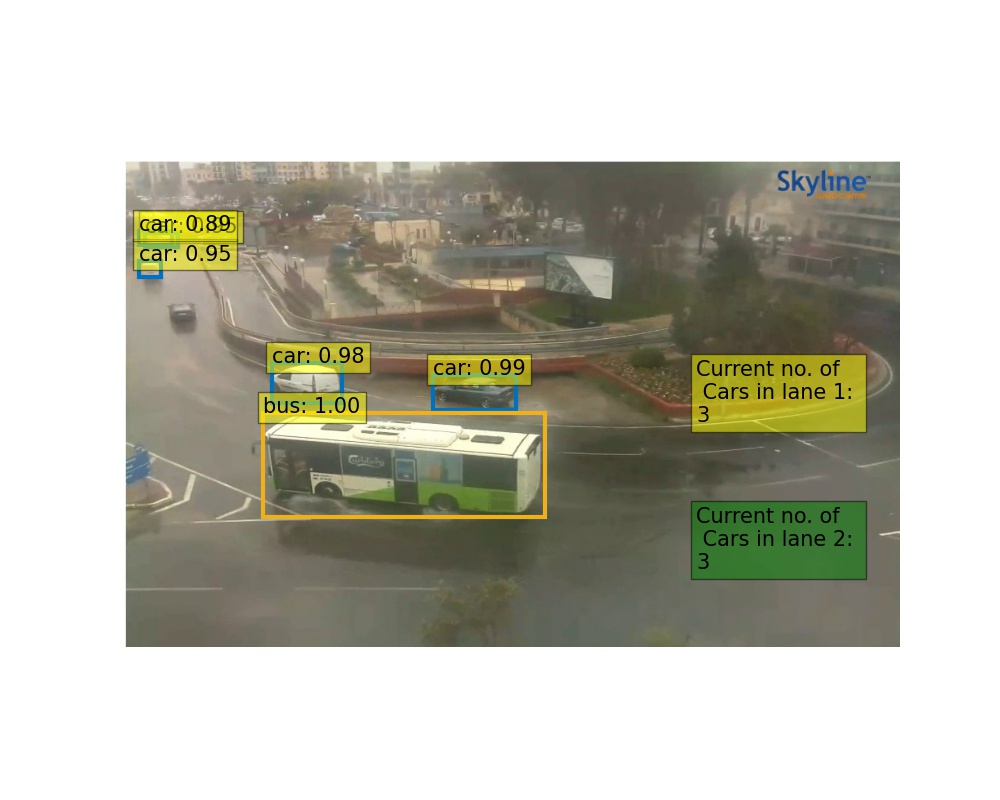 Skyline
car: 0.89
car: 0.95
car: 0.98
car: 0.99
bus: 1.00
Current no. of
Cars in lane 1:
3
Carlsberg
Current no. of
Cars in lane 2:
3